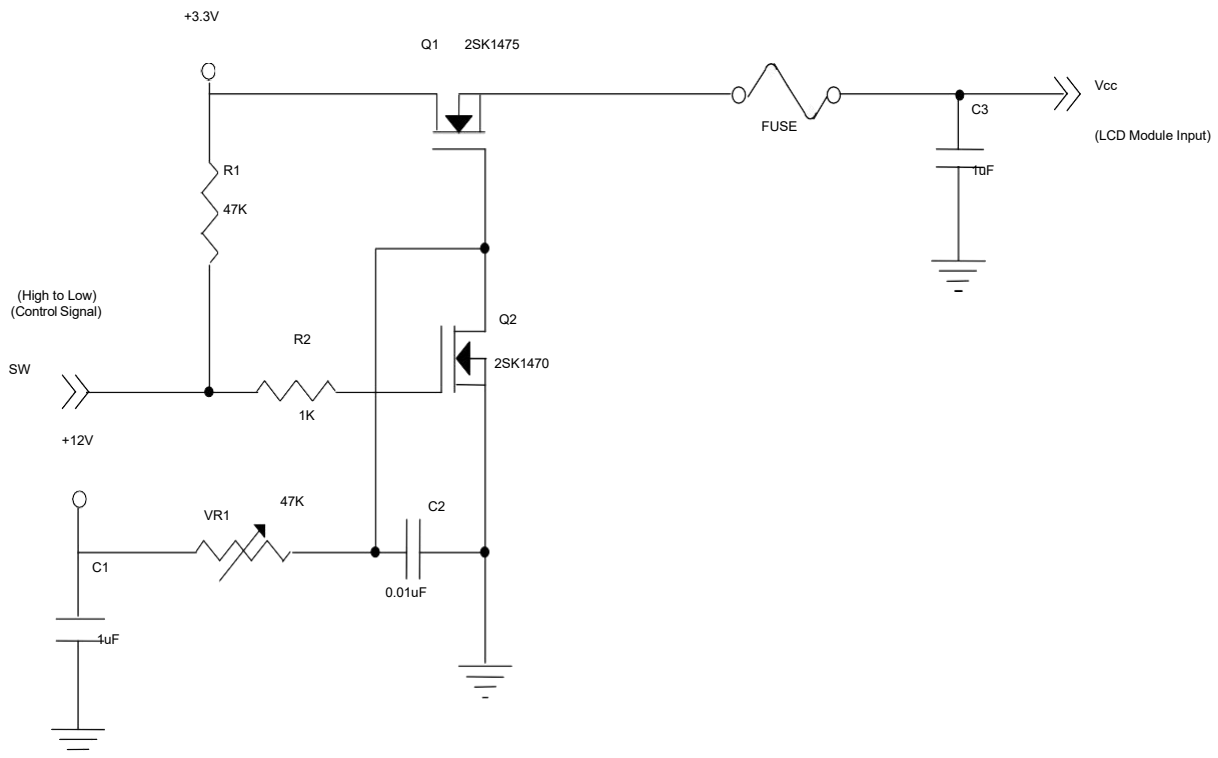 +3.3V
Q1 2SK1475
Vcc
C3
FUSE
(LCD Module Input)
R1
1uF
47K
(High to Low)
(Control Signal)
Q2
R2
2SK1470
SW
1K
+12V
47K
C2
VR1
C1
0.01uF
1uF